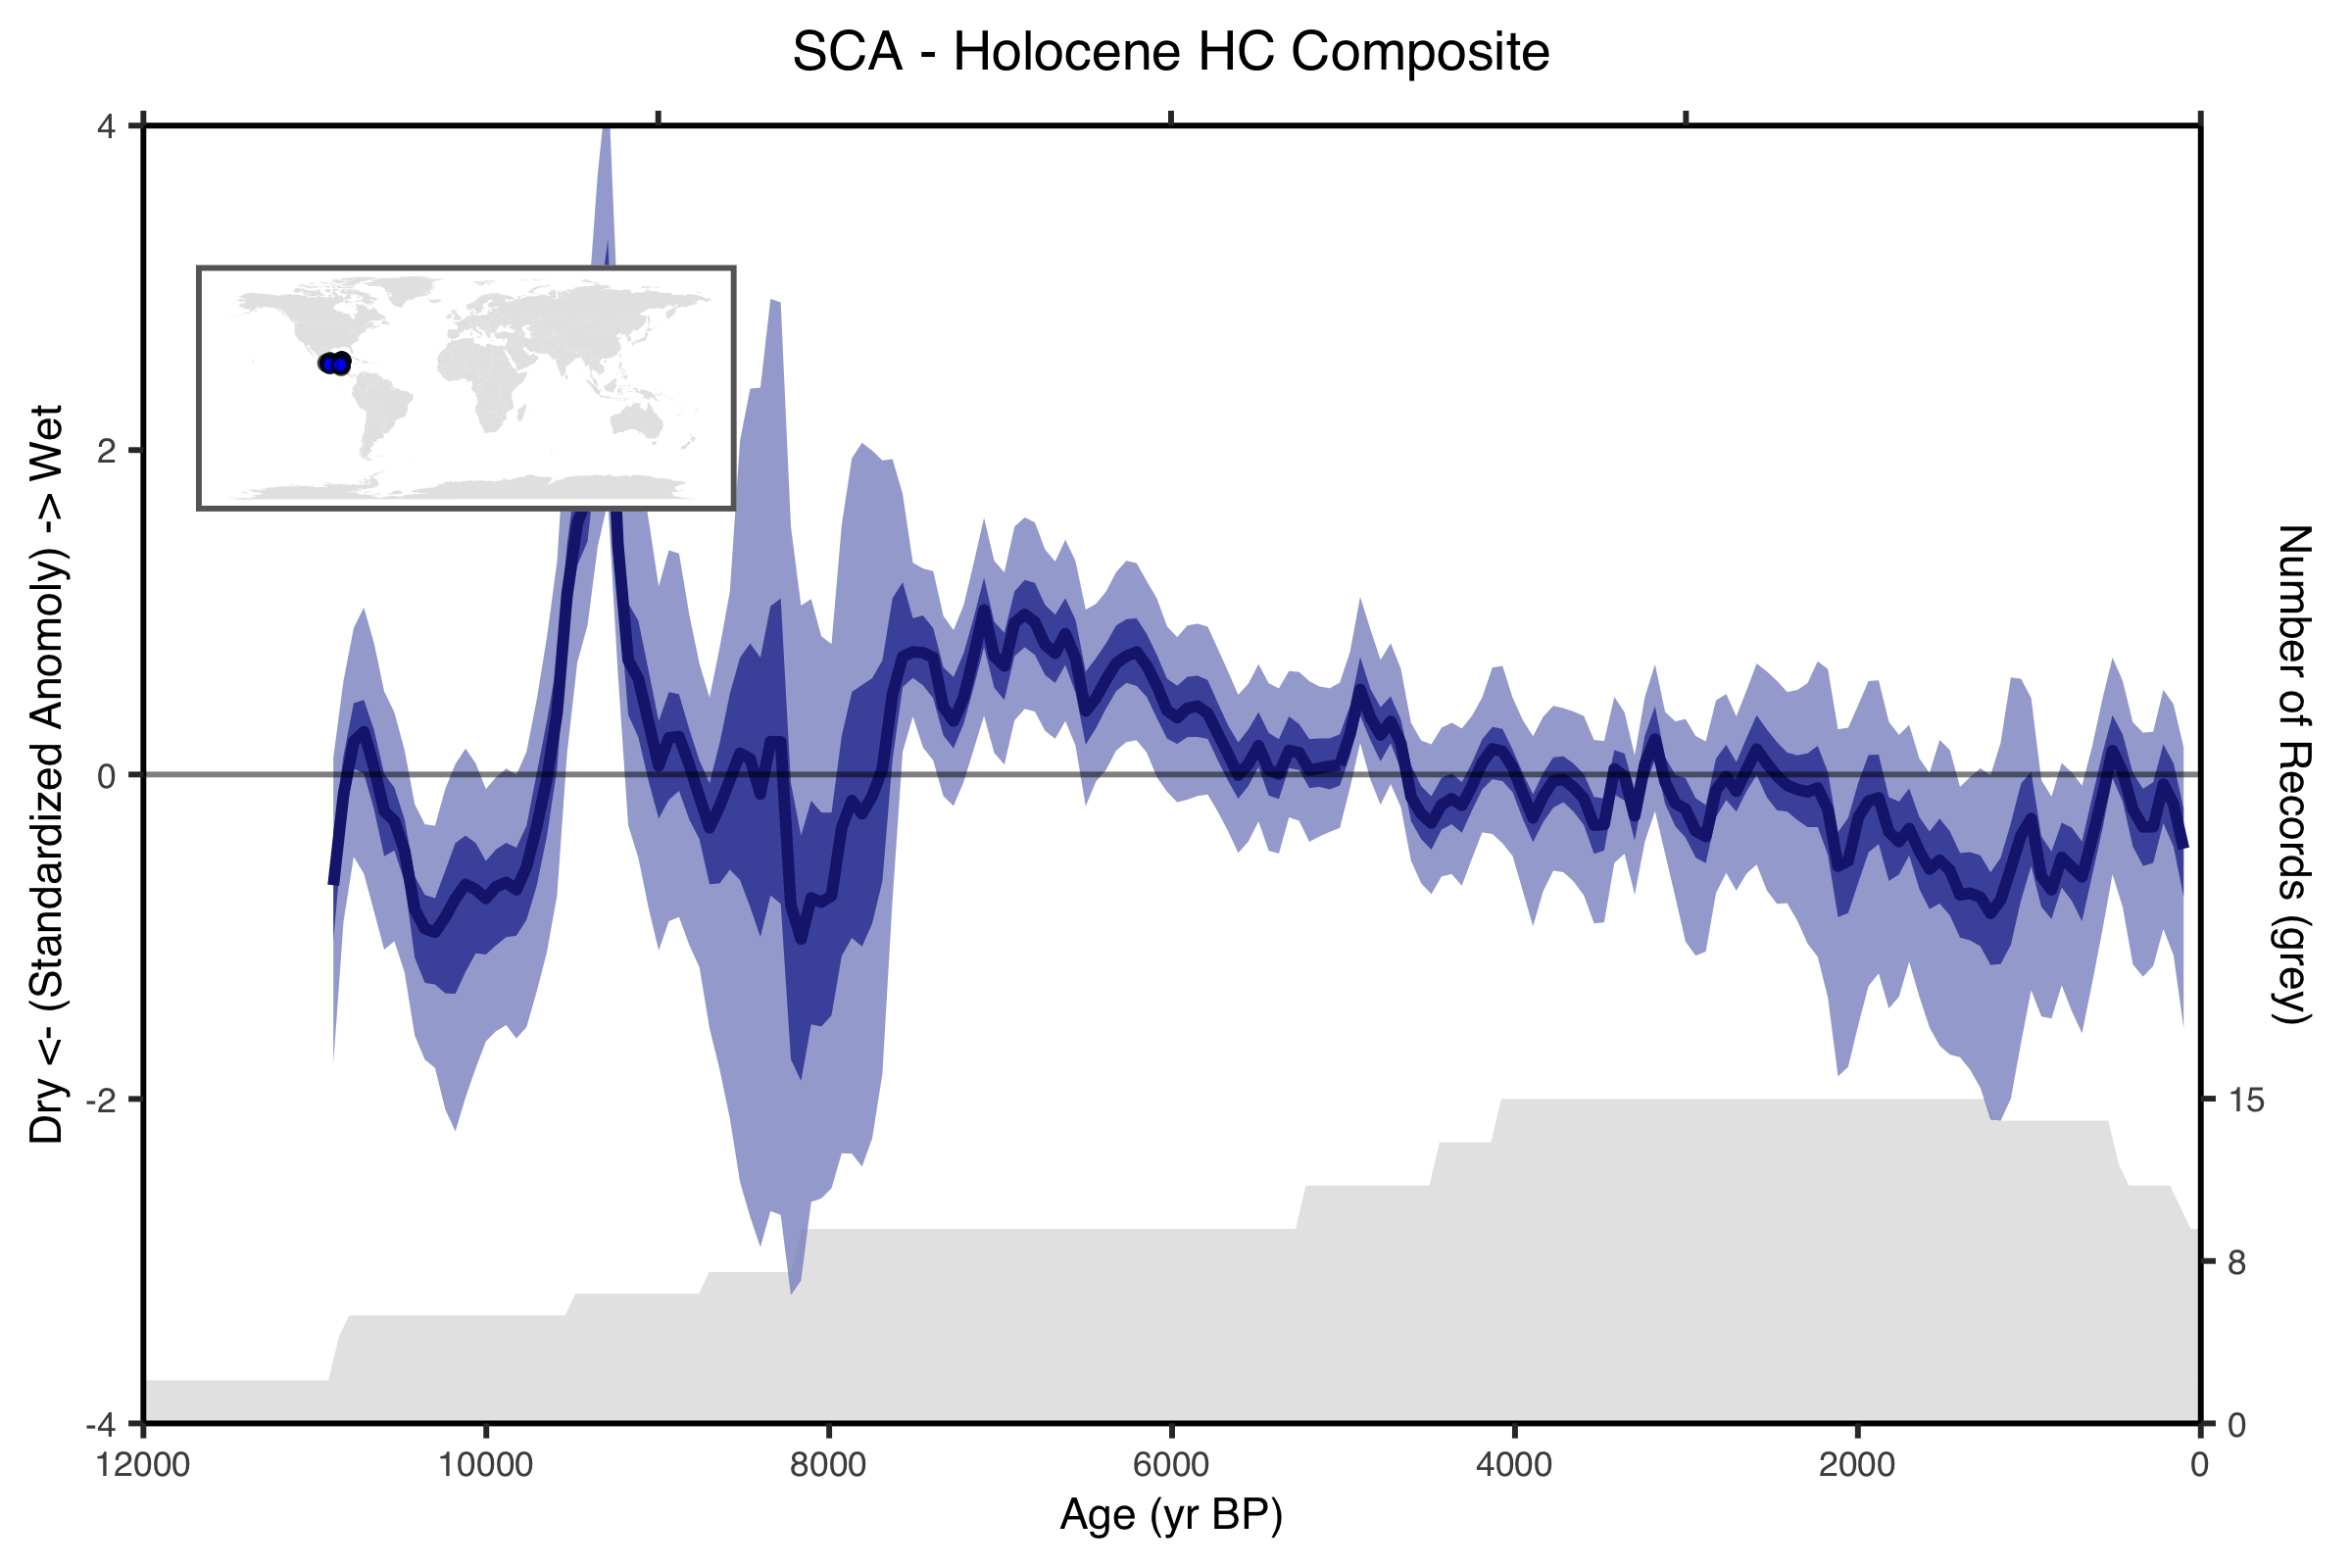 SCA - Holocene HC Composite
4
2
0
-2
-4
Dry <- (Standardized Anomoly) -> Wet
Number of Records (grey)
15
8
0
12000 10000 8000 6000 4000 2000 0
Age (yr BP)